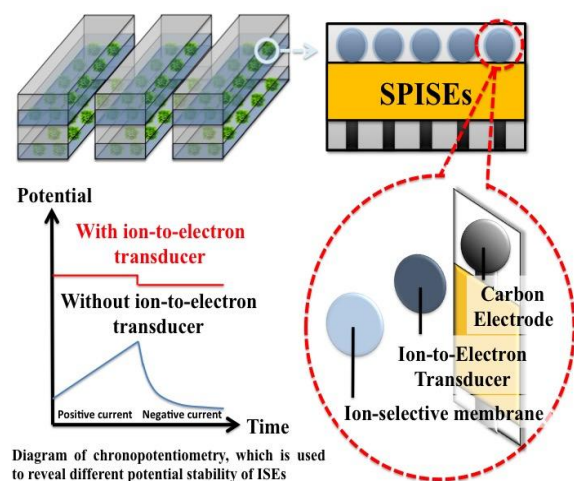 SPISEs
Potential
With ion-to-electron
transducer
Without ion-to-electron
transducer
Positive current
Negative current
Time
Diagram of chronopotentiometry, which is used
to reveal different potential stability of ISEs
Carbon
Electrode
Ion-to-Electron
Transducer
Ion-selective membrane